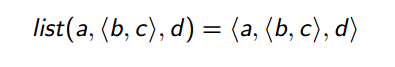 list(a, ⟨b, c⟩, d) = ⟨a, ⟨b, c⟩, d⟩